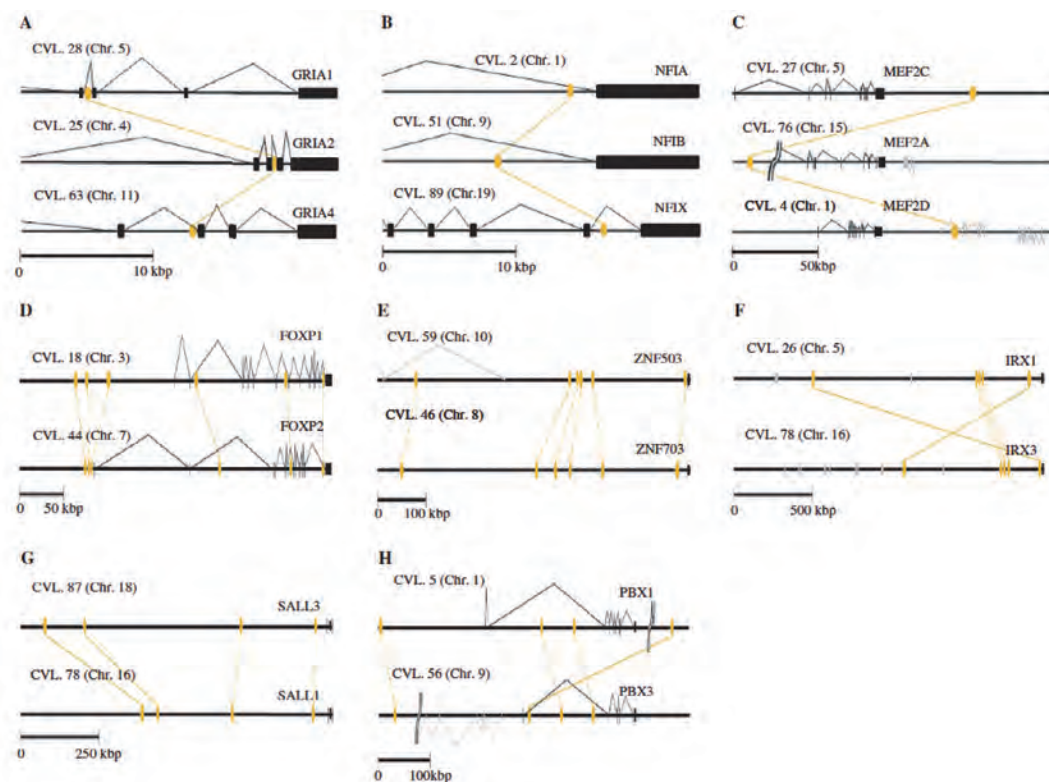 A
CVL. 28 (Chr. 5)
GRIA1
CVL. 25 (Chr. 4)
GRIA2
CVL. 63 (Chr. 11)
GRIA4
0 10 kbp
B
CVL. 2 (Chr. 1)
NFIA
CVL. 51 (Chr. 9)
NFIB
CVL. 89 (Chr.19)
NFIX
0 10 kbp
C
CVL. 27 (Chr. 5)
MEF2C
CVL. 76 (Chr. 15)
MEF2A
CVL. 4 (Chr. 1)
MEF2D
0 50kbp
D
FOXP1
CVL. 18 (Chr. 3)
CVL. 44 (Chr. 7)
FOXP2
0 50 kbp
E
CVL. 59 (Chr. 10)
ZNF503
CVL. 46 (Chr. 8)
ZNF703
0 100 kbp
F
CVL. 26 (Chr. 5)
IRX1
CVL. 78 (Chr. 16)
IRX3
0 500 kbp
G
CVL. 87 (Chr. 18)
SALL3
CVL. 78 (Chr. 16)
SALL1
0 250 kbp
H
CVL. 5 (Chr. 1)
PBX1
CVL. 56 (Chr. 9)
PBX3
0 100kbp